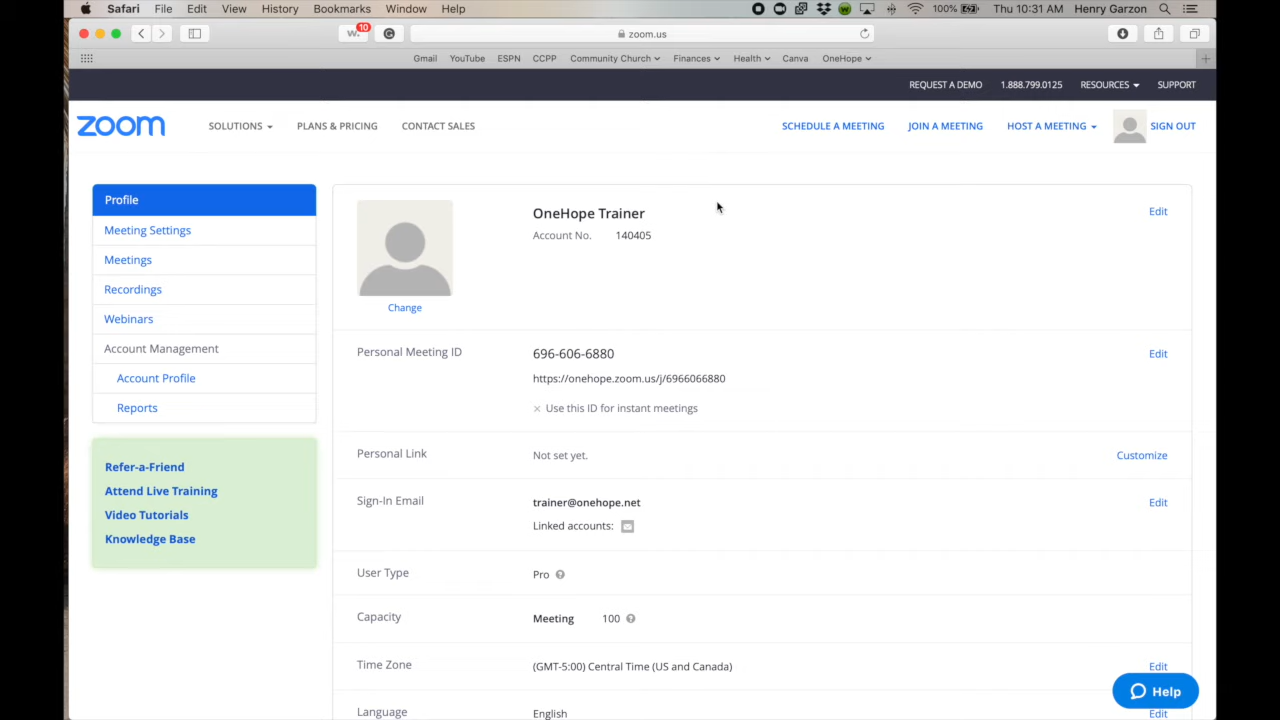 Safari File Edit View History Bookmarks Window Help 100% Thu 10:31 AM Henry Garzon
w. 10 zoom.us
Gmail YouTube ESPN CCPP Community Church Finances Health Canva OneHope
REQUEST A DEMO 1.888.799.0125 RESOURCES SUPPORT
zoom SOLUTIONS PLANS & PRICING CONTACT SALES SCHEDULE A MEETING JOIN A MEETING HOST A MEETING SIGN OUT
Profile
Meeting Settings
Meetings
Recordings
Webinars
Account Management
Account Profile
Reports
Refer-a-Friend
Attend Live Training
Video Tutorials
Knowledge Base
Change
OneHope Trainer Edit
Account No. 140405
Personal Meeting ID 696-606-6880 Edit
https://onehope.zoom.us/j/6966066880
× Use this ID for instant meetings
Personal Link Not set yet. Customize
Sign-In Email trainer@onehope.net Edit
Linked accounts:
User Type Pro
Capacity Meeting 100
Time Zone (GMT-5:00) Central Time (US and Canada) Edit
Language English Edit
Help